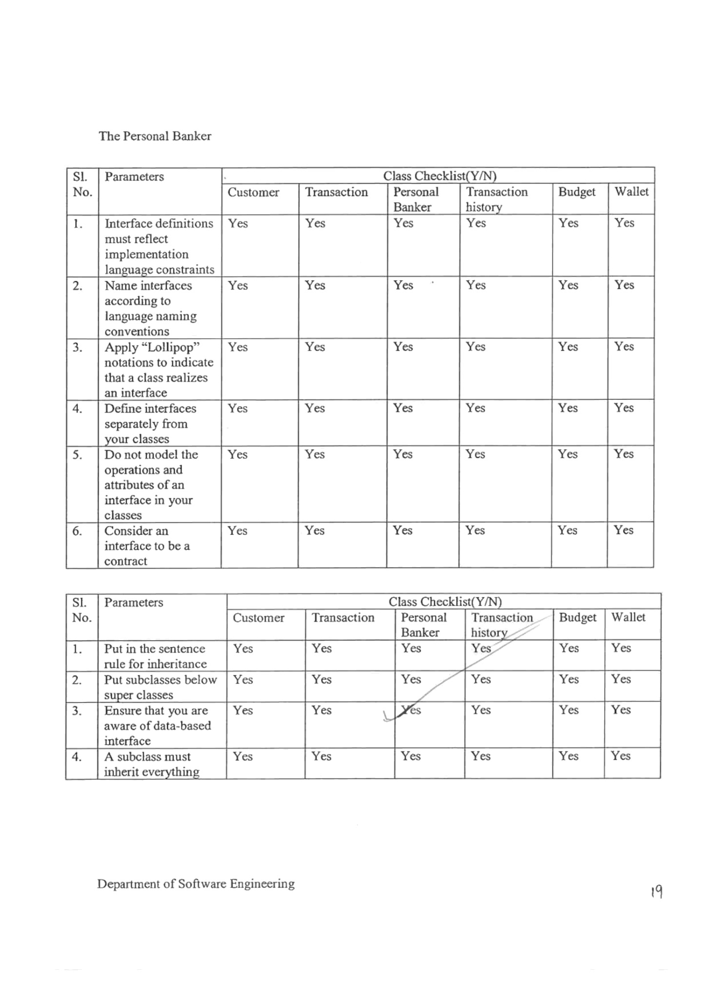 The Personal Banker
Sl. No. Parameters Class Checklist(Y/N)
Customer Transaction Personal Banker Transaction history Budget Wallet
1. Interface definitions must reflect implementation language constraints Yes Yes Yes Yes Yes Yes
2. Name interfaces according to language naming conventions Yes Yes Yes Yes Yes Yes
3. Apply “Lollipop” notations to indicate that a class realizes an interface Yes Yes Yes Yes Yes Yes
4. Define interfaces separately from your classes Yes Yes Yes Yes Yes Yes
5. Do not model the operations and attributes of an interface in your classes Yes Yes Yes Yes Yes Yes
6. Consider an interface to be a contract Yes Yes Yes Yes Yes Yes
Sl. No. Parameters Class Checklist(Y/N)
Customer Transaction Personal Banker Transaction history Budget Wallet
1. Put in the sentence rule for inheritance Yes Yes Yes Yes Yes Yes
2. Put subclasses below super classes Yes Yes Yes Yes Yes Yes
3. Ensure that you are aware of data-based interface Yes Yes Yes Yes Yes Yes
4. A subclass must inherit everything Yes Yes Yes Yes Yes Yes
Department of Software Engineering
19